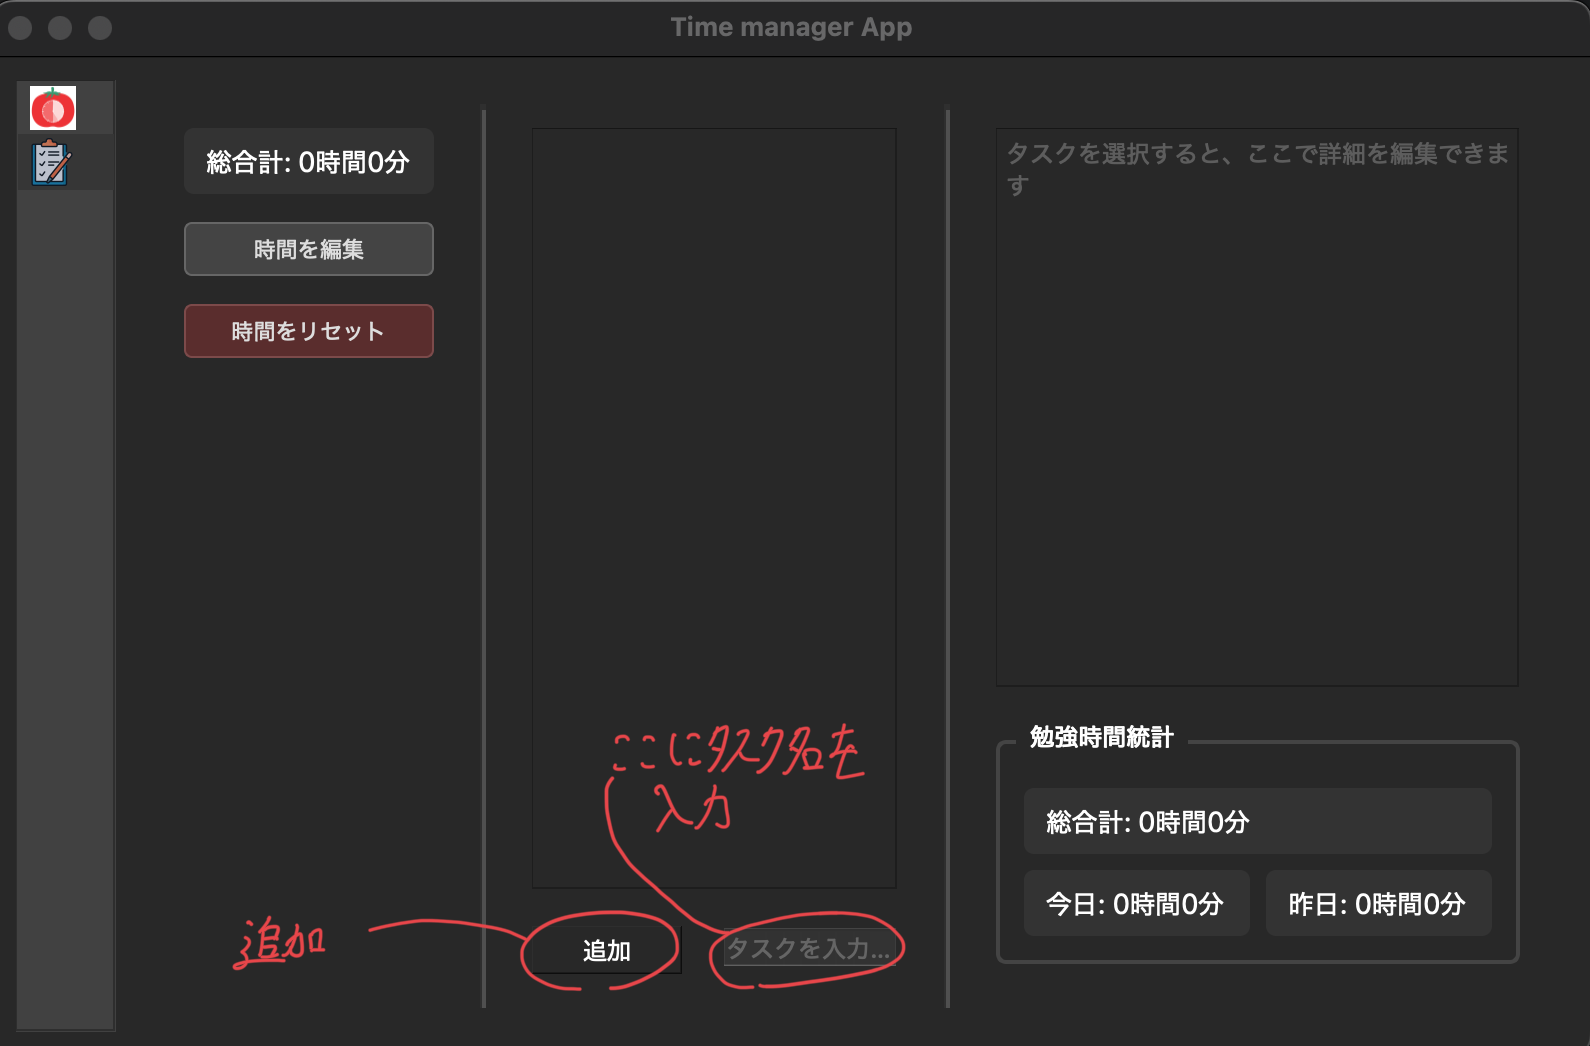 Time manager App
総合計: 0時間0分
時間を編集
時間をリセット
ここにタスク名を
入力
追加
追加
タスクを入力...
タスクを選択すると、ここで詳細を編集できま
す
勉強時間統計
総合計: 0時間0分
今日: 0時間0分
昨日: 0時間0分